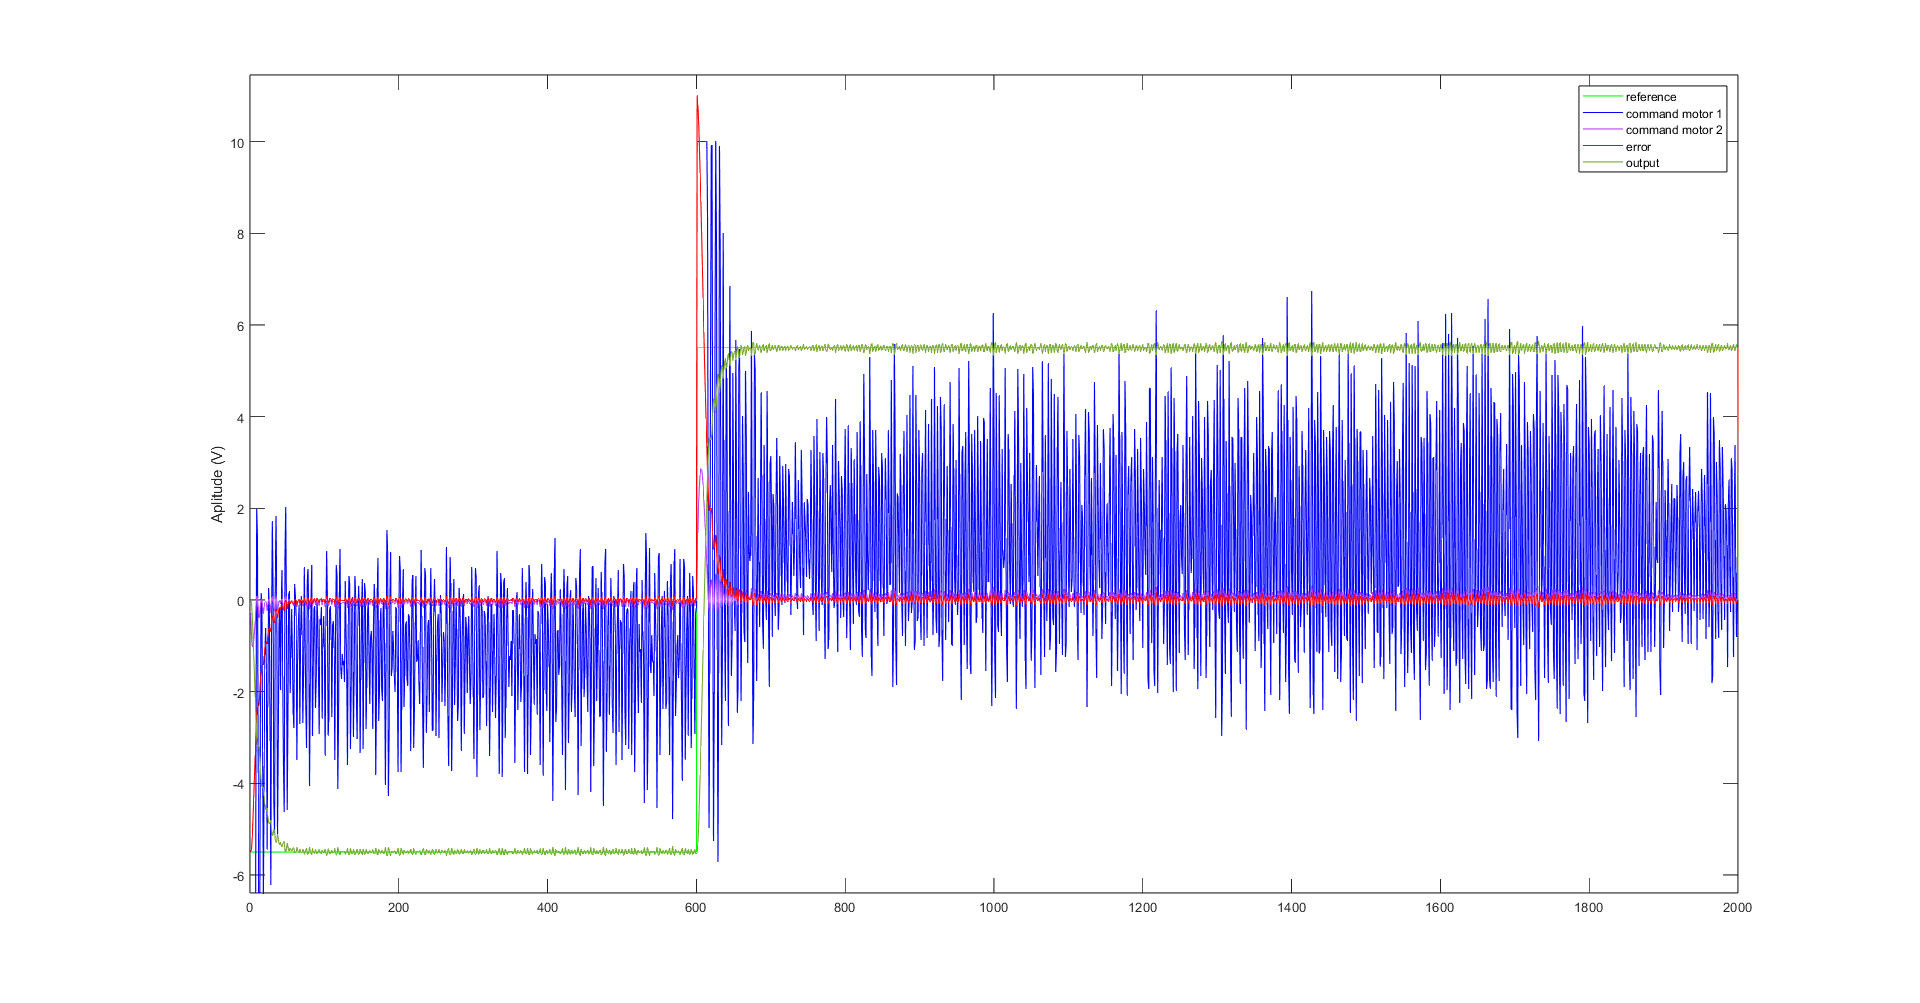 reference
command motor 1
command motor 2
error
output
10
8
6
4
2
0
-2
-4
-6
Aplitude (V)
0 200 400 600 800 1000 1200 1400 1600 1800 2000